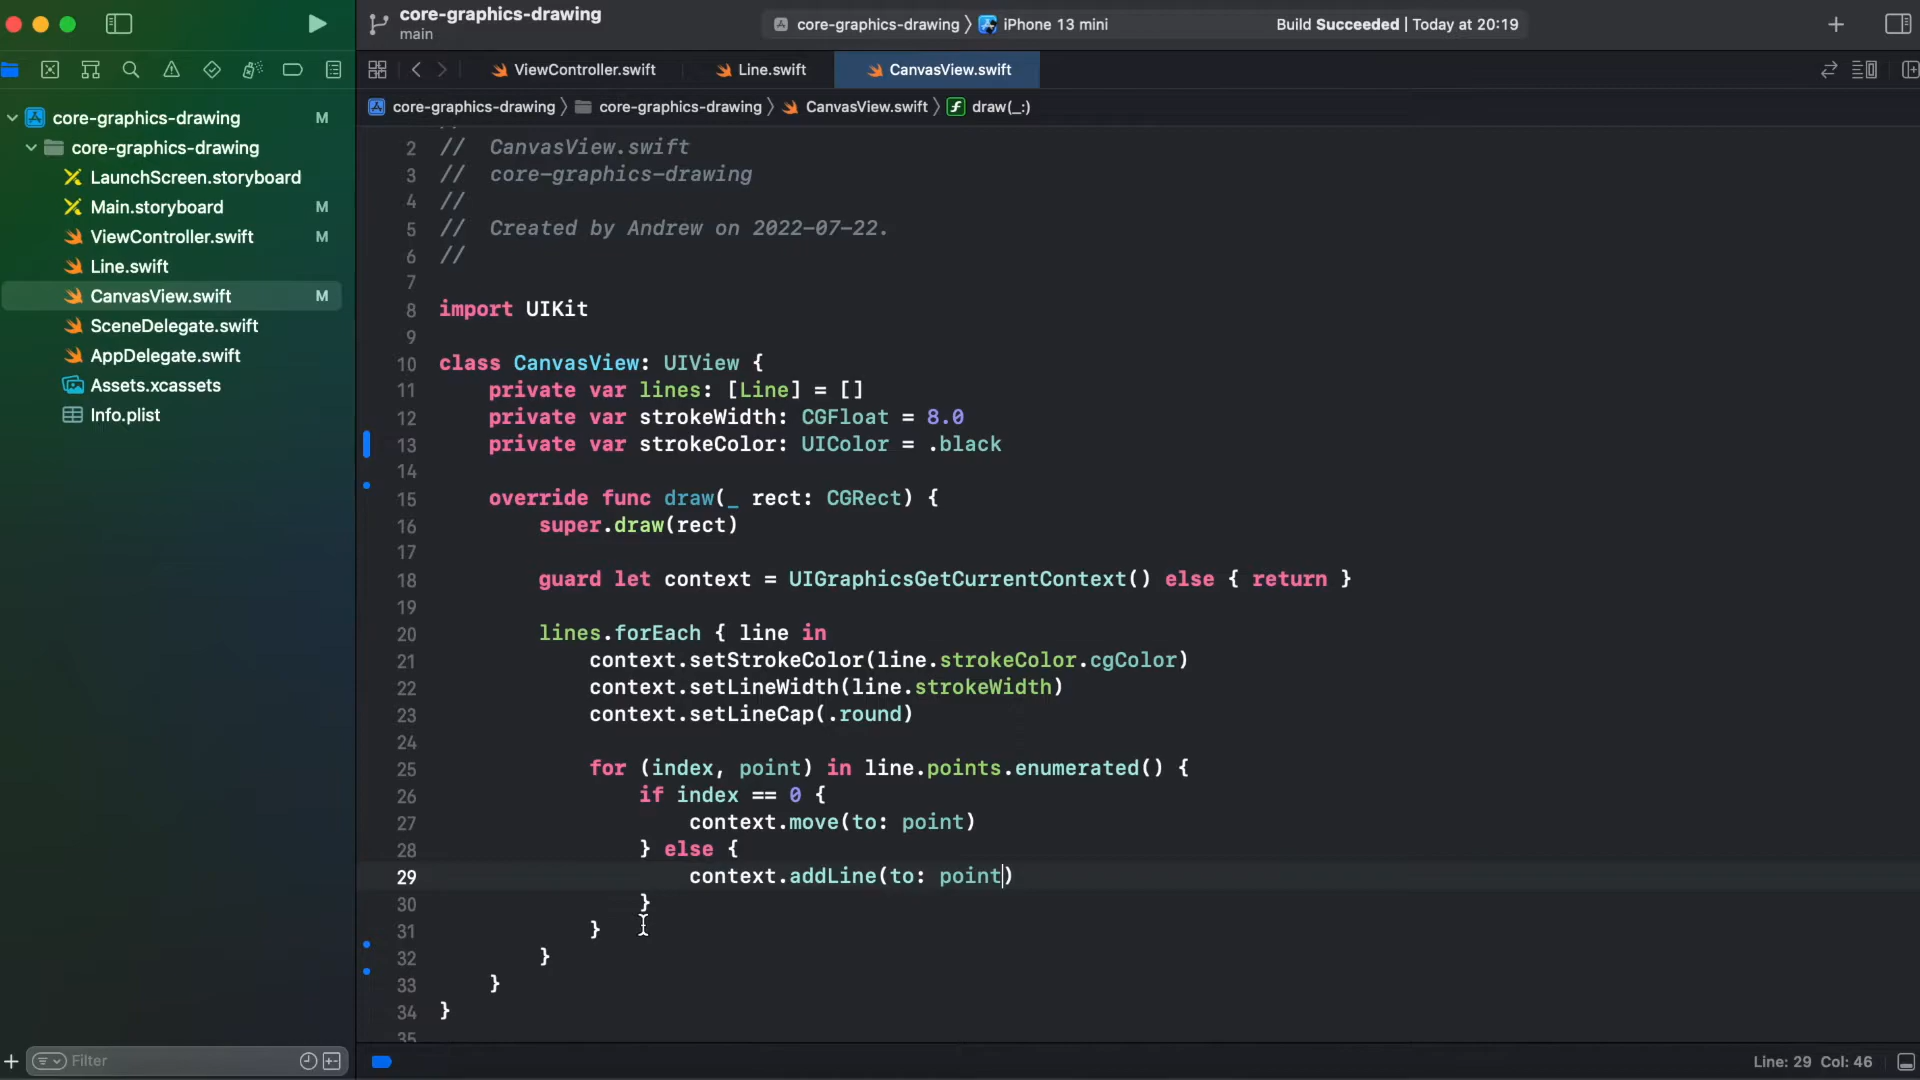 core-graphics-drawing
main
core-graphics-drawing 〉 iPhone 13 mini
Build Succeeded | Today at 20:19
ViewController.swift
Line.swift
CanvasView.swift
core-graphics-drawing 〉 core-graphics-drawing 〉 CanvasView.swift 〉 draw(_:)
core-graphics-drawing M
core-graphics-drawing
LaunchScreen.storyboard
Main.storyboard M
ViewController.swift M
Line.swift
CanvasView.swift M
SceneDelegate.swift
AppDelegate.swift
Assets.xcassets
Info.plist
Filter
2 //  CanvasView.swift
3 //  core-graphics-drawing
4 //
5 //  Created by Andrew on 2022-07-22.
6 //
7
8 import UIKit
9
10 class CanvasView: UIView {
11     private var lines: [Line] = []
12     private var strokeWidth: CGFloat = 8.0
13     private var strokeColor: UIColor = .black
14
15     override func draw(_ rect: CGRect) {
16         super.draw(rect)
17
18         guard let context = UIGraphicsGetCurrentContext() else { return }
19
20         lines.forEach { line in
21             context.setStrokeColor(line.strokeColor.cgColor)
22             context.setLineWidth(line.strokeWidth)
23             context.setLineCap(.round)
24
25             for (index, point) in line.points.enumerated() {
26                 if index == 0 {
27                     context.move(to: point)
28                 } else {
29                     context.addLine(to: point)
30                 }
31             }
32         }
33     }
34 }
35
Line: 29 Col: 46